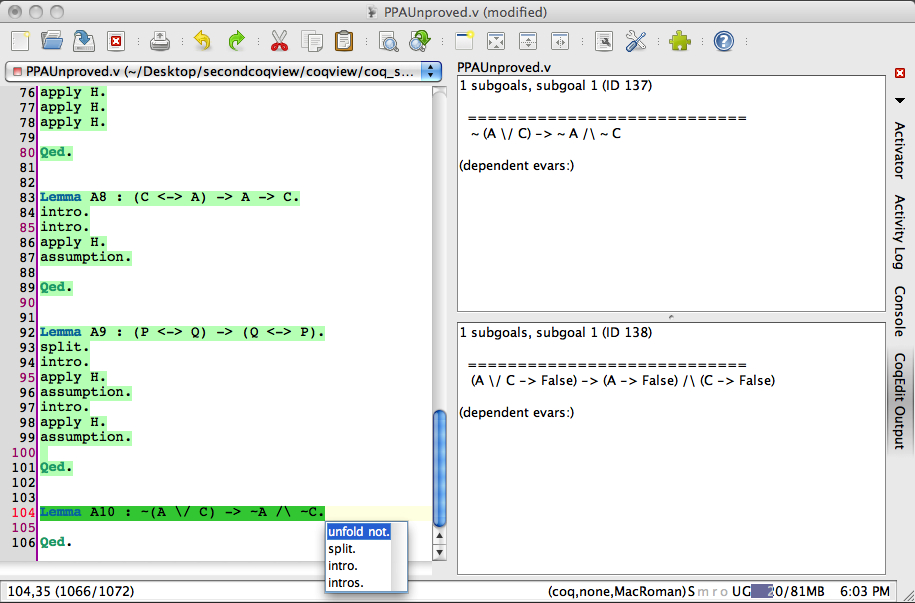 PPAUnproved.v (modified)
PPAUnproved.v (~/Desktop/secondcoqview/coqview/coq_s...
76 apply H.
77 apply H.
78 apply H.
79
80 Qed.
81
82
83 Lemma A8 : (C <-> A) -> A -> C.
84 intro.
85 intro.
86 apply H.
87 assumption.
88
89 Qed.
90
91
92 Lemma A9 : (P <-> Q) -> (Q <-> P).
93 split.
94 intro.
95 apply H.
96 assumption.
97 intro.
98 apply H.
99 assumption.
100
101 Qed.
102
103
104 Lemma A10 : ~(A \/ C) -> ~A /\ ~C.
105
106 Qed.
unfold not.
split.
intro.
intros.
PPAUnproved.v
1 subgoals, subgoal 1 (ID 137)
============================
~ (A \/ C) -> ~ A /\ ~ C
(dependent evars:)
1 subgoals, subgoal 1 (ID 138)
============================
(A \/ C -> False) -> (A -> False) /\ (C -> False)
(dependent evars:)
Activator
Activity Log
Console
CoqEdit Output
104,35 (1066/1072)
(coq,none,MacRoman)S m r o UG 20/81MB 6:03 PM